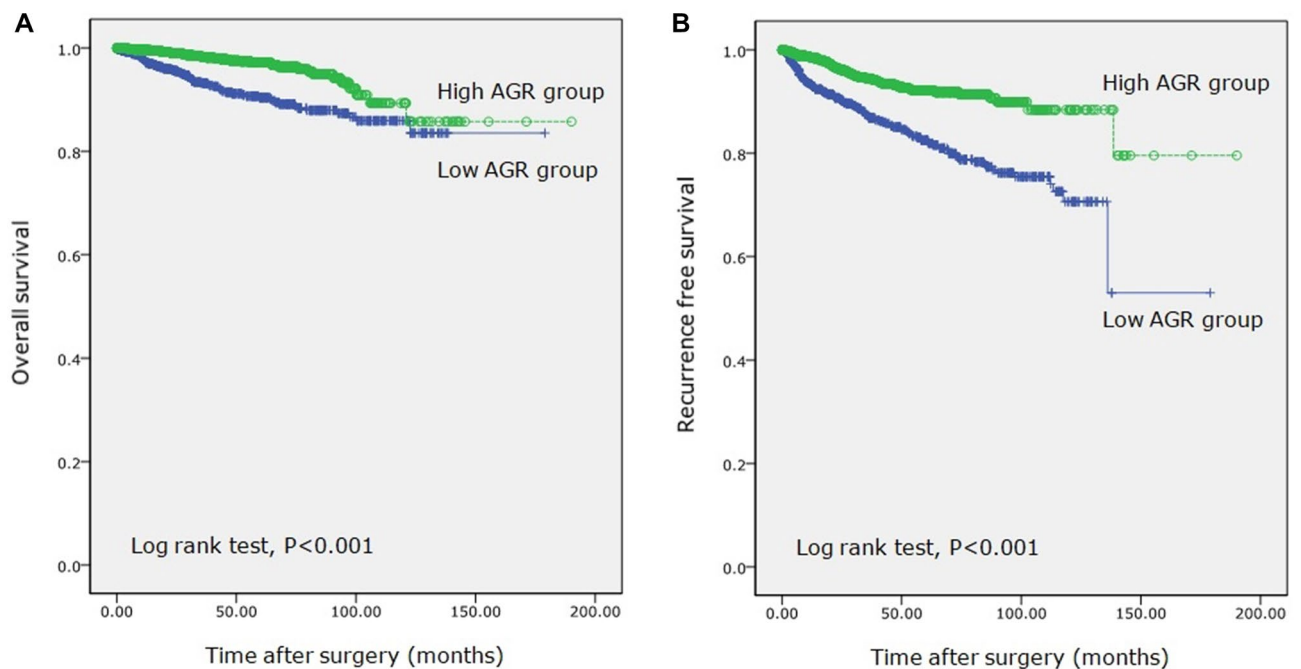 A
Overall survival
1.0
0.8
0.6
0.4
0.2
0.0
High AGR group
Low AGR group
Log rank test, P<0.001
0.00 50.00 100.00 150.00 200.00
Time after surgery (months)
B
Recurrence free survival
1.0
0.8
0.6
0.4
0.2
0.0
High AGR group
Low AGR group
Log rank test, P<0.001
0.00 50.00 100.00 150.00 200.00
Time after surgery (months)